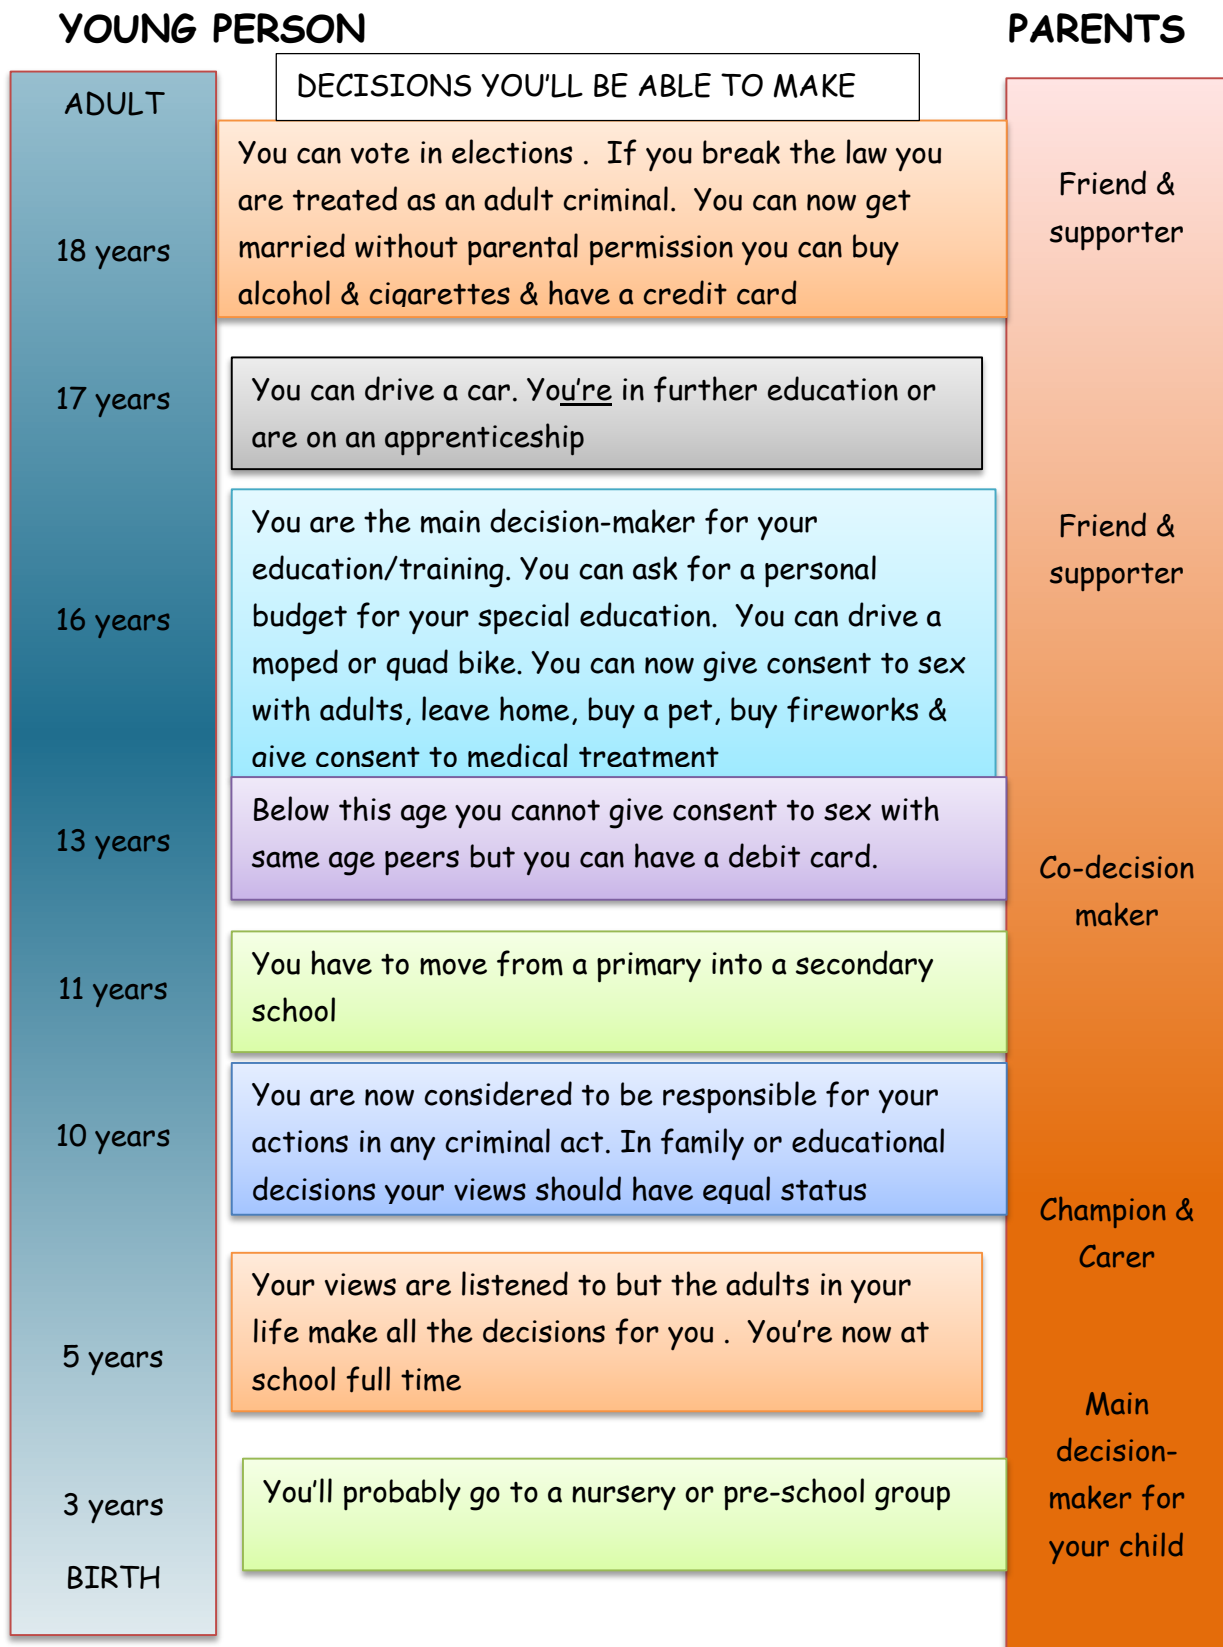 YOUNG PERSON
PARENTS
DECISIONS YOU'LL BE ABLE TO MAKE
ADULT
You can vote in elections . If you break the law you
are treated as an adult criminal. You can now get
married without parental permission you can buy
alcohol & cigarettes & have a credit card
18 years
Friend &
supporter
17 years
You can drive a car. You're in further education or
are on an apprenticeship
16 years
You are the main decision-maker for your
education/training. You can ask for a personal
budget for your special education. You can drive a
moped or quad bike. You can now give consent to sex
with adults, leave home, buy a pet, buy fireworks &
give consent to medical treatment
Friend &
supporter
13 years
Below this age you cannot give consent to sex with
same age peers but you can have a debit card.
Co-decision
maker
11 years
You have to move from a primary into a secondary
school
10 years
You are now considered to be responsible for your
actions in any criminal act. In family or educational
decisions your views should have equal status
Champion &
Carer
5 years
Your views are listened to but the adults in your
life make all the decisions for you . You're now at
school full time
Main
decision-
maker for
your child
3 years
You'll probably go to a nursery or pre-school group
BIRTH